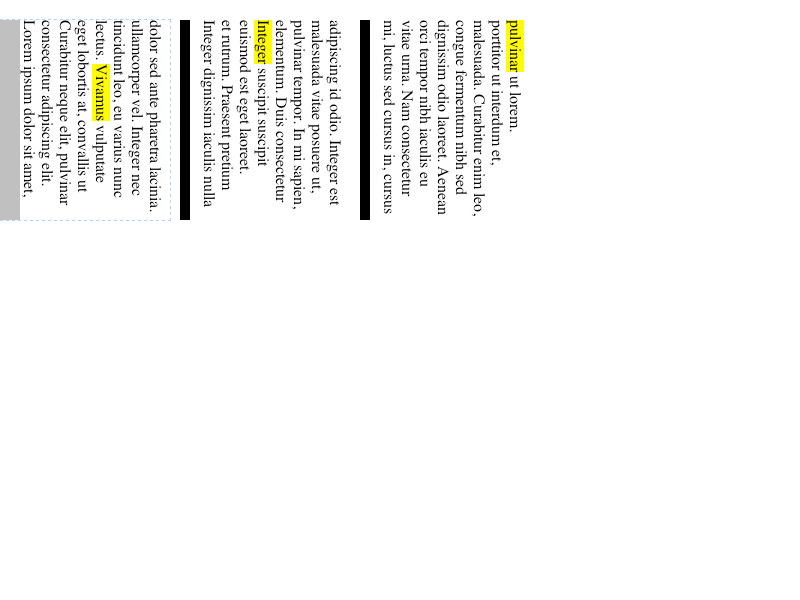 Lorem ipsum dolor sit amet,
consectetur adipiscing elit.
Curabitur neque elit, pulvinar
eget lobortis at, convallis ut
lectus. Vivamus vulputate
tincidunt leo, eu varius nunc
ullamcorper vel. Integer nec
dolor sed ante pharetra lacinia.
Integer dignissim iaculis nulla
et rutrum. Praesent pretium
euismod est eget laoreet.
Integer suscipit suscipit
elementum. Duis consectetur
pulvinar tempor. In mi sapien,
malesuada vitae posuere ut,
adipiscing id odio. Integer est
mi, luctus sed cursus in, cursus
vitae urna. Nam consectetur
orci tempor nibh iaculis eu
dignissim odio laoreet. Aenean
congue fermentum nibh sed
malesuada. Curabitur enim leo,
porttitor ut interdum et,
pulvinar ut lorem.